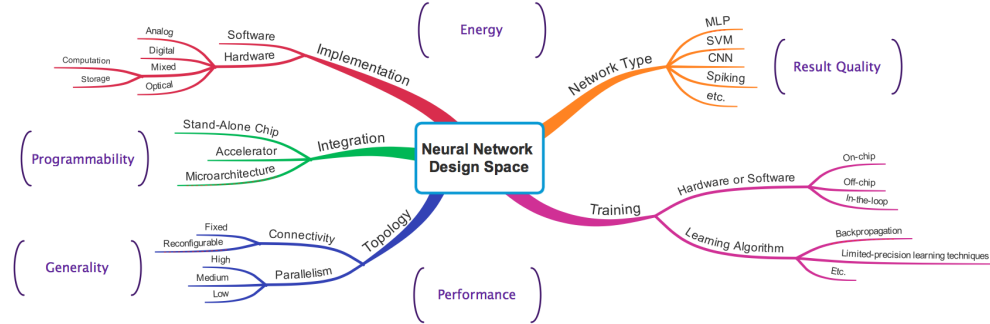 Neural Network
Design Space
Energy
Result Quality
Programmability
Generality
Performance
Implementation
Software
Hardware
Analog
Digital
Mixed
Optical
Computation
Storage
Network Type
MLP
SVM
CNN
Spiking
etc.
Integration
Stand-Alone Chip
Accelerator
Microarchitecture
Topology
Connectivity
Fixed
Reconfigurable
Parallelism
High
Medium
Low
Training
Hardware or Software
On-chip
Off-chip
In-the-loop
Learning Algorithm
Backpropagation
Limited-precision learning techniques
Etc.